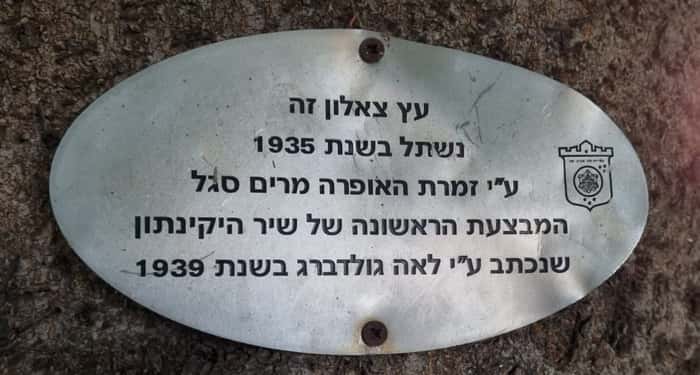 עץ צאלון זה
נשתל בשנת 1935
ע"י זמרת האופרה מרים סגל
המבצעת הראשונה של שיר היקינתון
שנכתב ע"י לאה גולדברג בשנת 1939